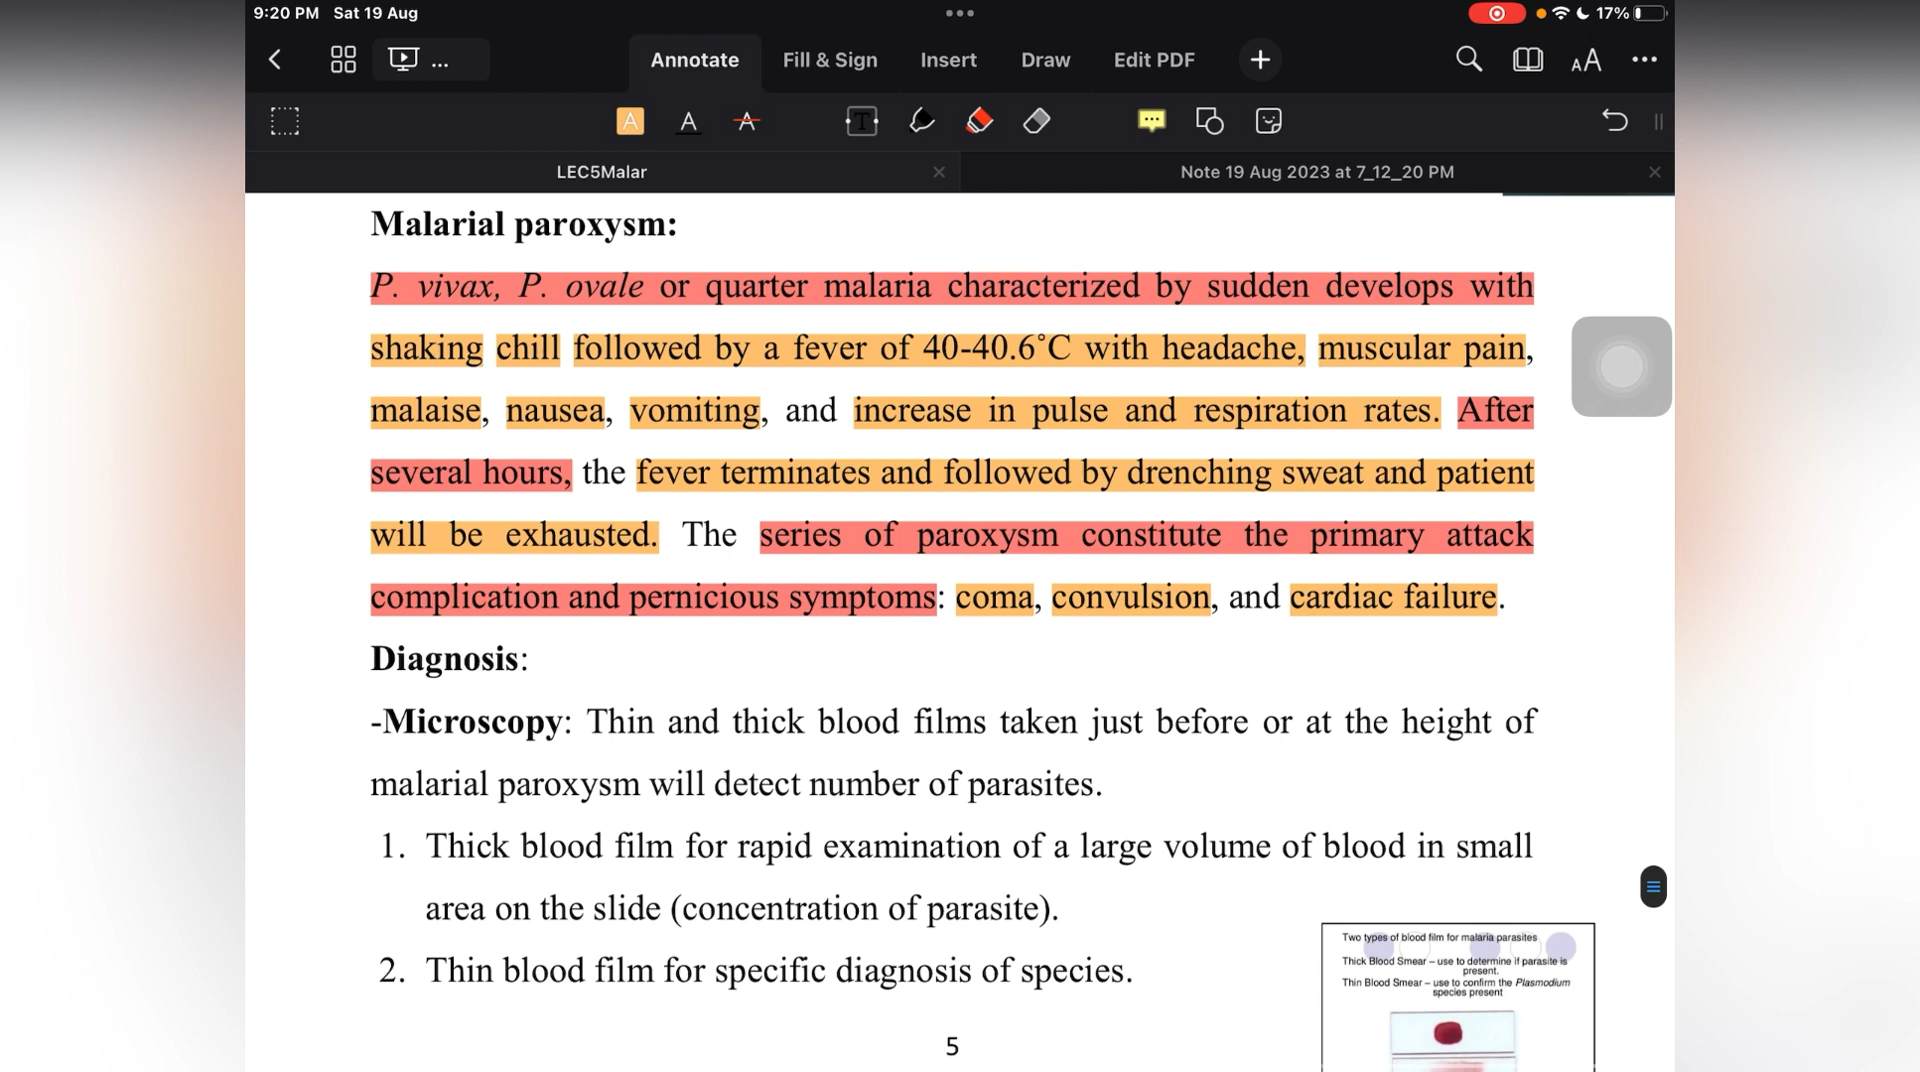 9:20 PM Sat 19 Aug
17%
...
Annotate
Fill & Sign
Insert
Draw
Edit PDF
AA
A
A
A
T
LEC5Malar
Note 19 Aug 2023 at 7_12_20 PM
Malarial paroxysm:
P. vivax, P. ovale or quarter malaria characterized by sudden develops with
shaking chill followed by a fever of 40-40.6˚C with headache, muscular pain,
malaise, nausea, vomiting, and increase in pulse and respiration rates. After
several hours, the fever terminates and followed by drenching sweat and patient
will be exhausted. The series of paroxysm constitute the primary attack
complication and pernicious symptoms: coma, convulsion, and cardiac failure.
Diagnosis:
-Microscopy: Thin and thick blood films taken just before or at the height of
malarial paroxysm will detect number of parasites.
1. Thick blood film for rapid examination of a large volume of blood in small
area on the slide (concentration of parasite).
2. Thin blood film for specific diagnosis of species.
Two types of blood film for malaria parasites
Thick Blood Smear – use to determine if parasite is
present.
Thin Blood Smear – use to confirm the Plasmodium
species present
5